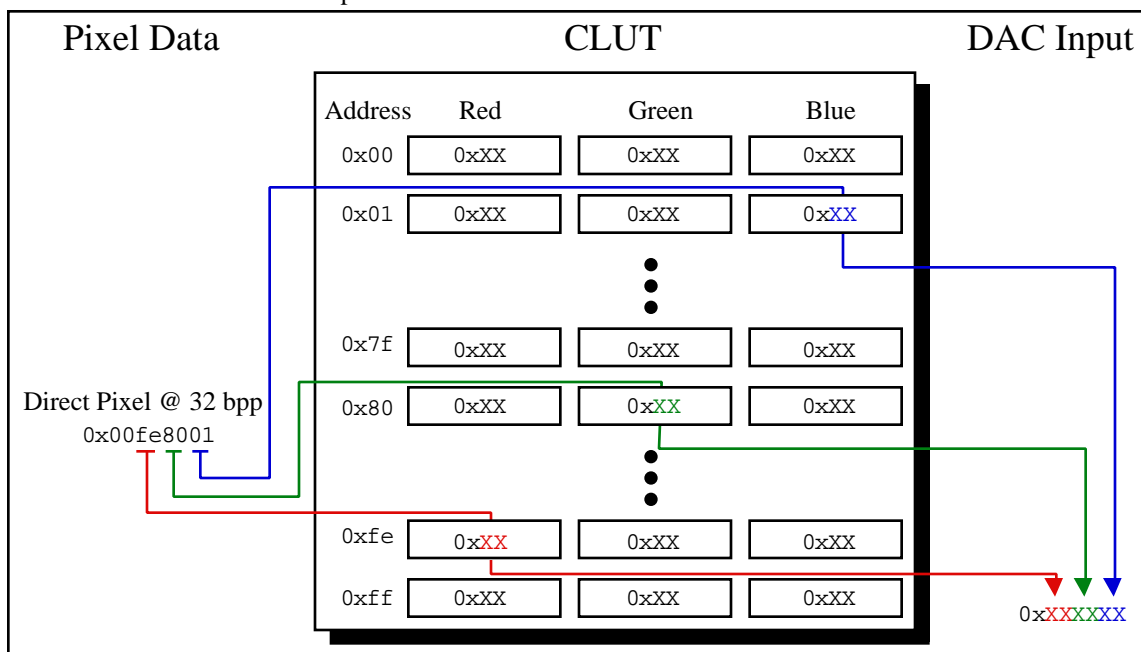 Pixel Data CLUT DAC Input
Address Red Green Blue
0x00 0xXX 0xXX 0xXX
0x01 0xXX 0xXX 0xXX
0x7f 0xXX 0xXX 0xXX
Direct Pixel @ 32 bpp
0x80 0xXX 0xXX 0xXX
0x00fe8001
0xfe 0xXX 0xXX 0xXX
0xff 0xXX 0xXX 0xXX
0xXXXXXX